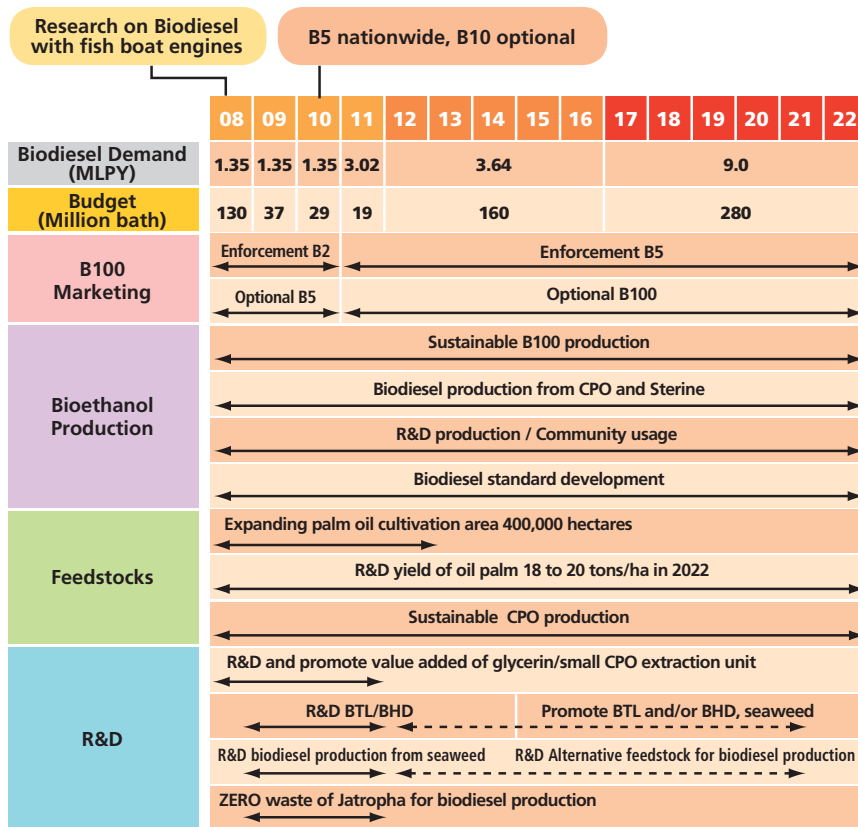 Research on Biodiesel
with fish boat engines
B5 nationwide, B10 optional
08 09 10 11 12 13 14 15 16 17 18 19 20 21 22
Biodiesel Demand
(MLPY)
1.35 1.35 1.35 3.02 3.64 9.0
Budget
(Million bath)
130 37 29 19 160 280
B100
Marketing
Enforcement B2 Enforcement B5
Optional B5 Optional B100
Bioethanol
Production
Sustainable B100 production
Biodiesel production from CPO and Sterine
R&D production / Community usage
Biodiesel standard development
Feedstocks
Expanding palm oil cultivation area 400,000 hectares
R&D yield of oil palm 18 to 20 tons/ha in 2022
Sustainable CPO production
R&D
R&D and promote value added of glycerin/small CPO extraction unit
R&D BTL/BHD Promote BTL and/or BHD, seaweed
R&D biodiesel production from seaweed R&D Alternative feedstock for biodiesel production
ZERO waste of Jatropha for biodiesel production